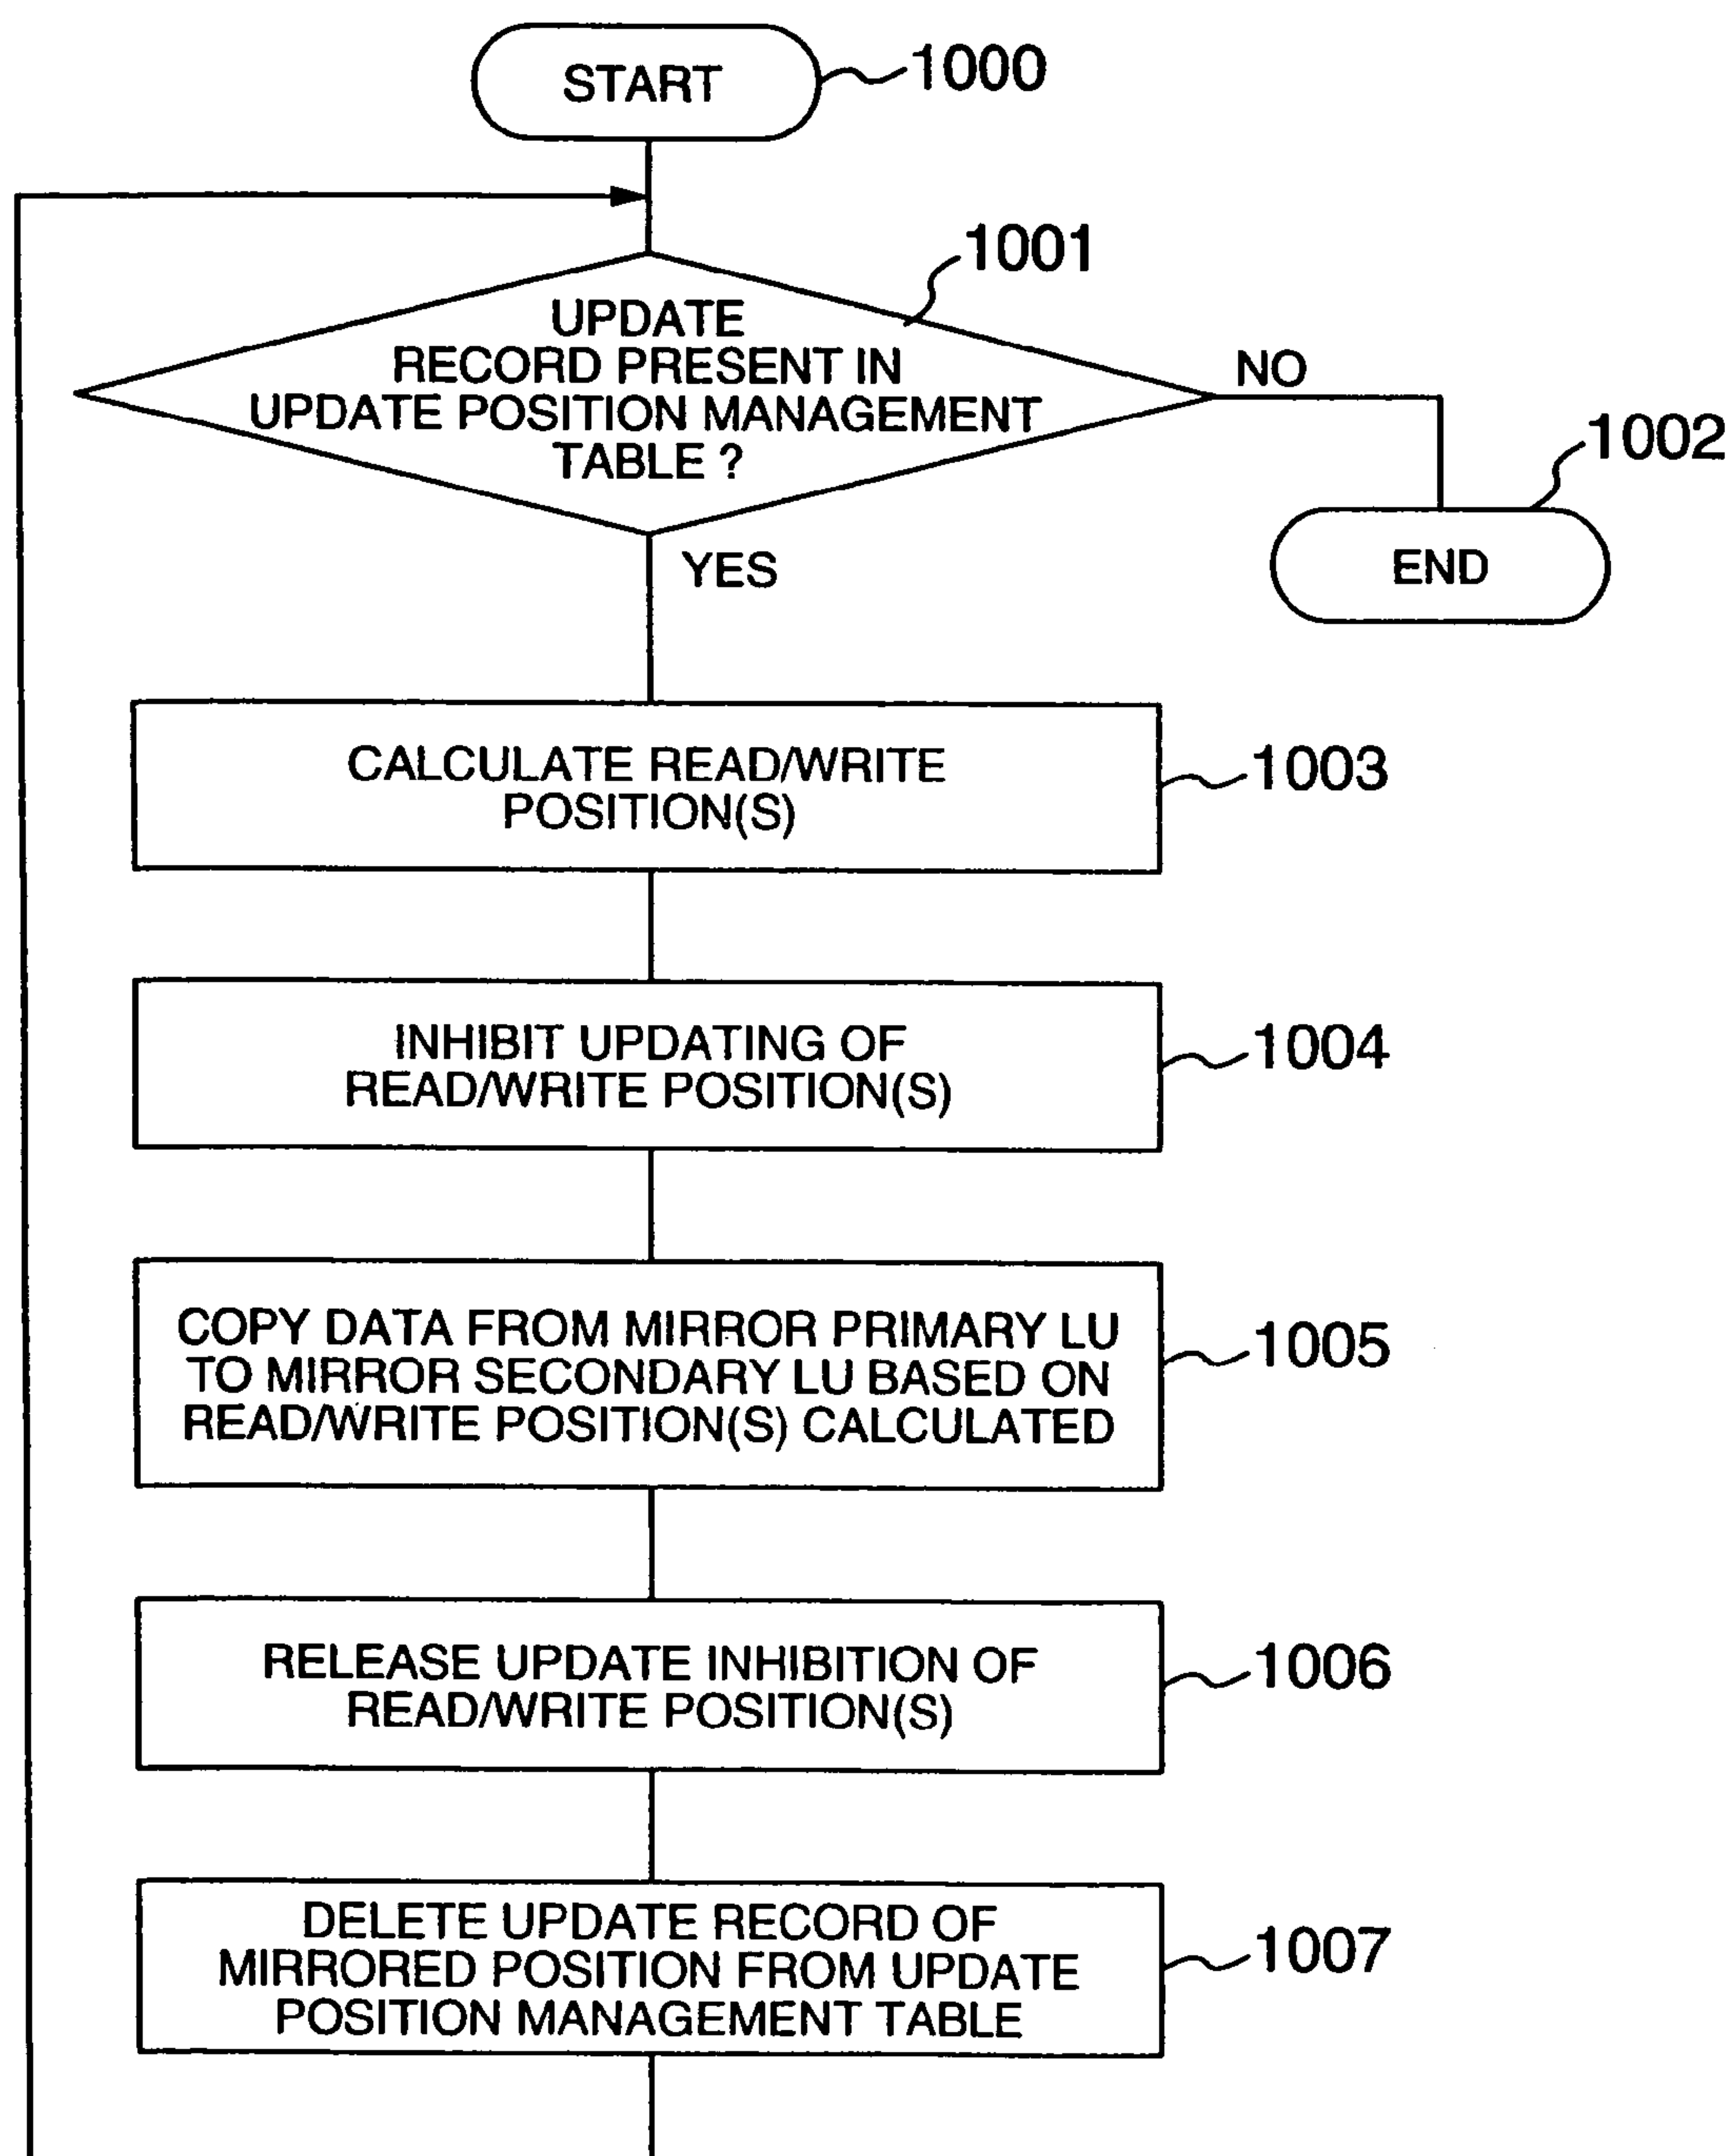 START
1000
1001
UPDATE
RECORD PRESENT IN
UPDATE POSITION MANAGEMENT
TABLE ?
NO
1002
END
YES
CALCULATE READ/WRITE
POSITION(S)
1003
INHIBIT UPDATING OF
READ/WRITE POSITION(S)
1004
COPY DATA FROM MIRROR PRIMARY LU
TO MIRROR SECONDARY LU BASED ON
READ/WRITE POSITION(S) CALCULATED
1005
RELEASE UPDATE INHIBITION OF
READ/WRITE POSITION(S)
1006
DELETE UPDATE RECORD OF
MIRRORED POSITION FROM UPDATE
POSITION MANAGEMENT TABLE
1007